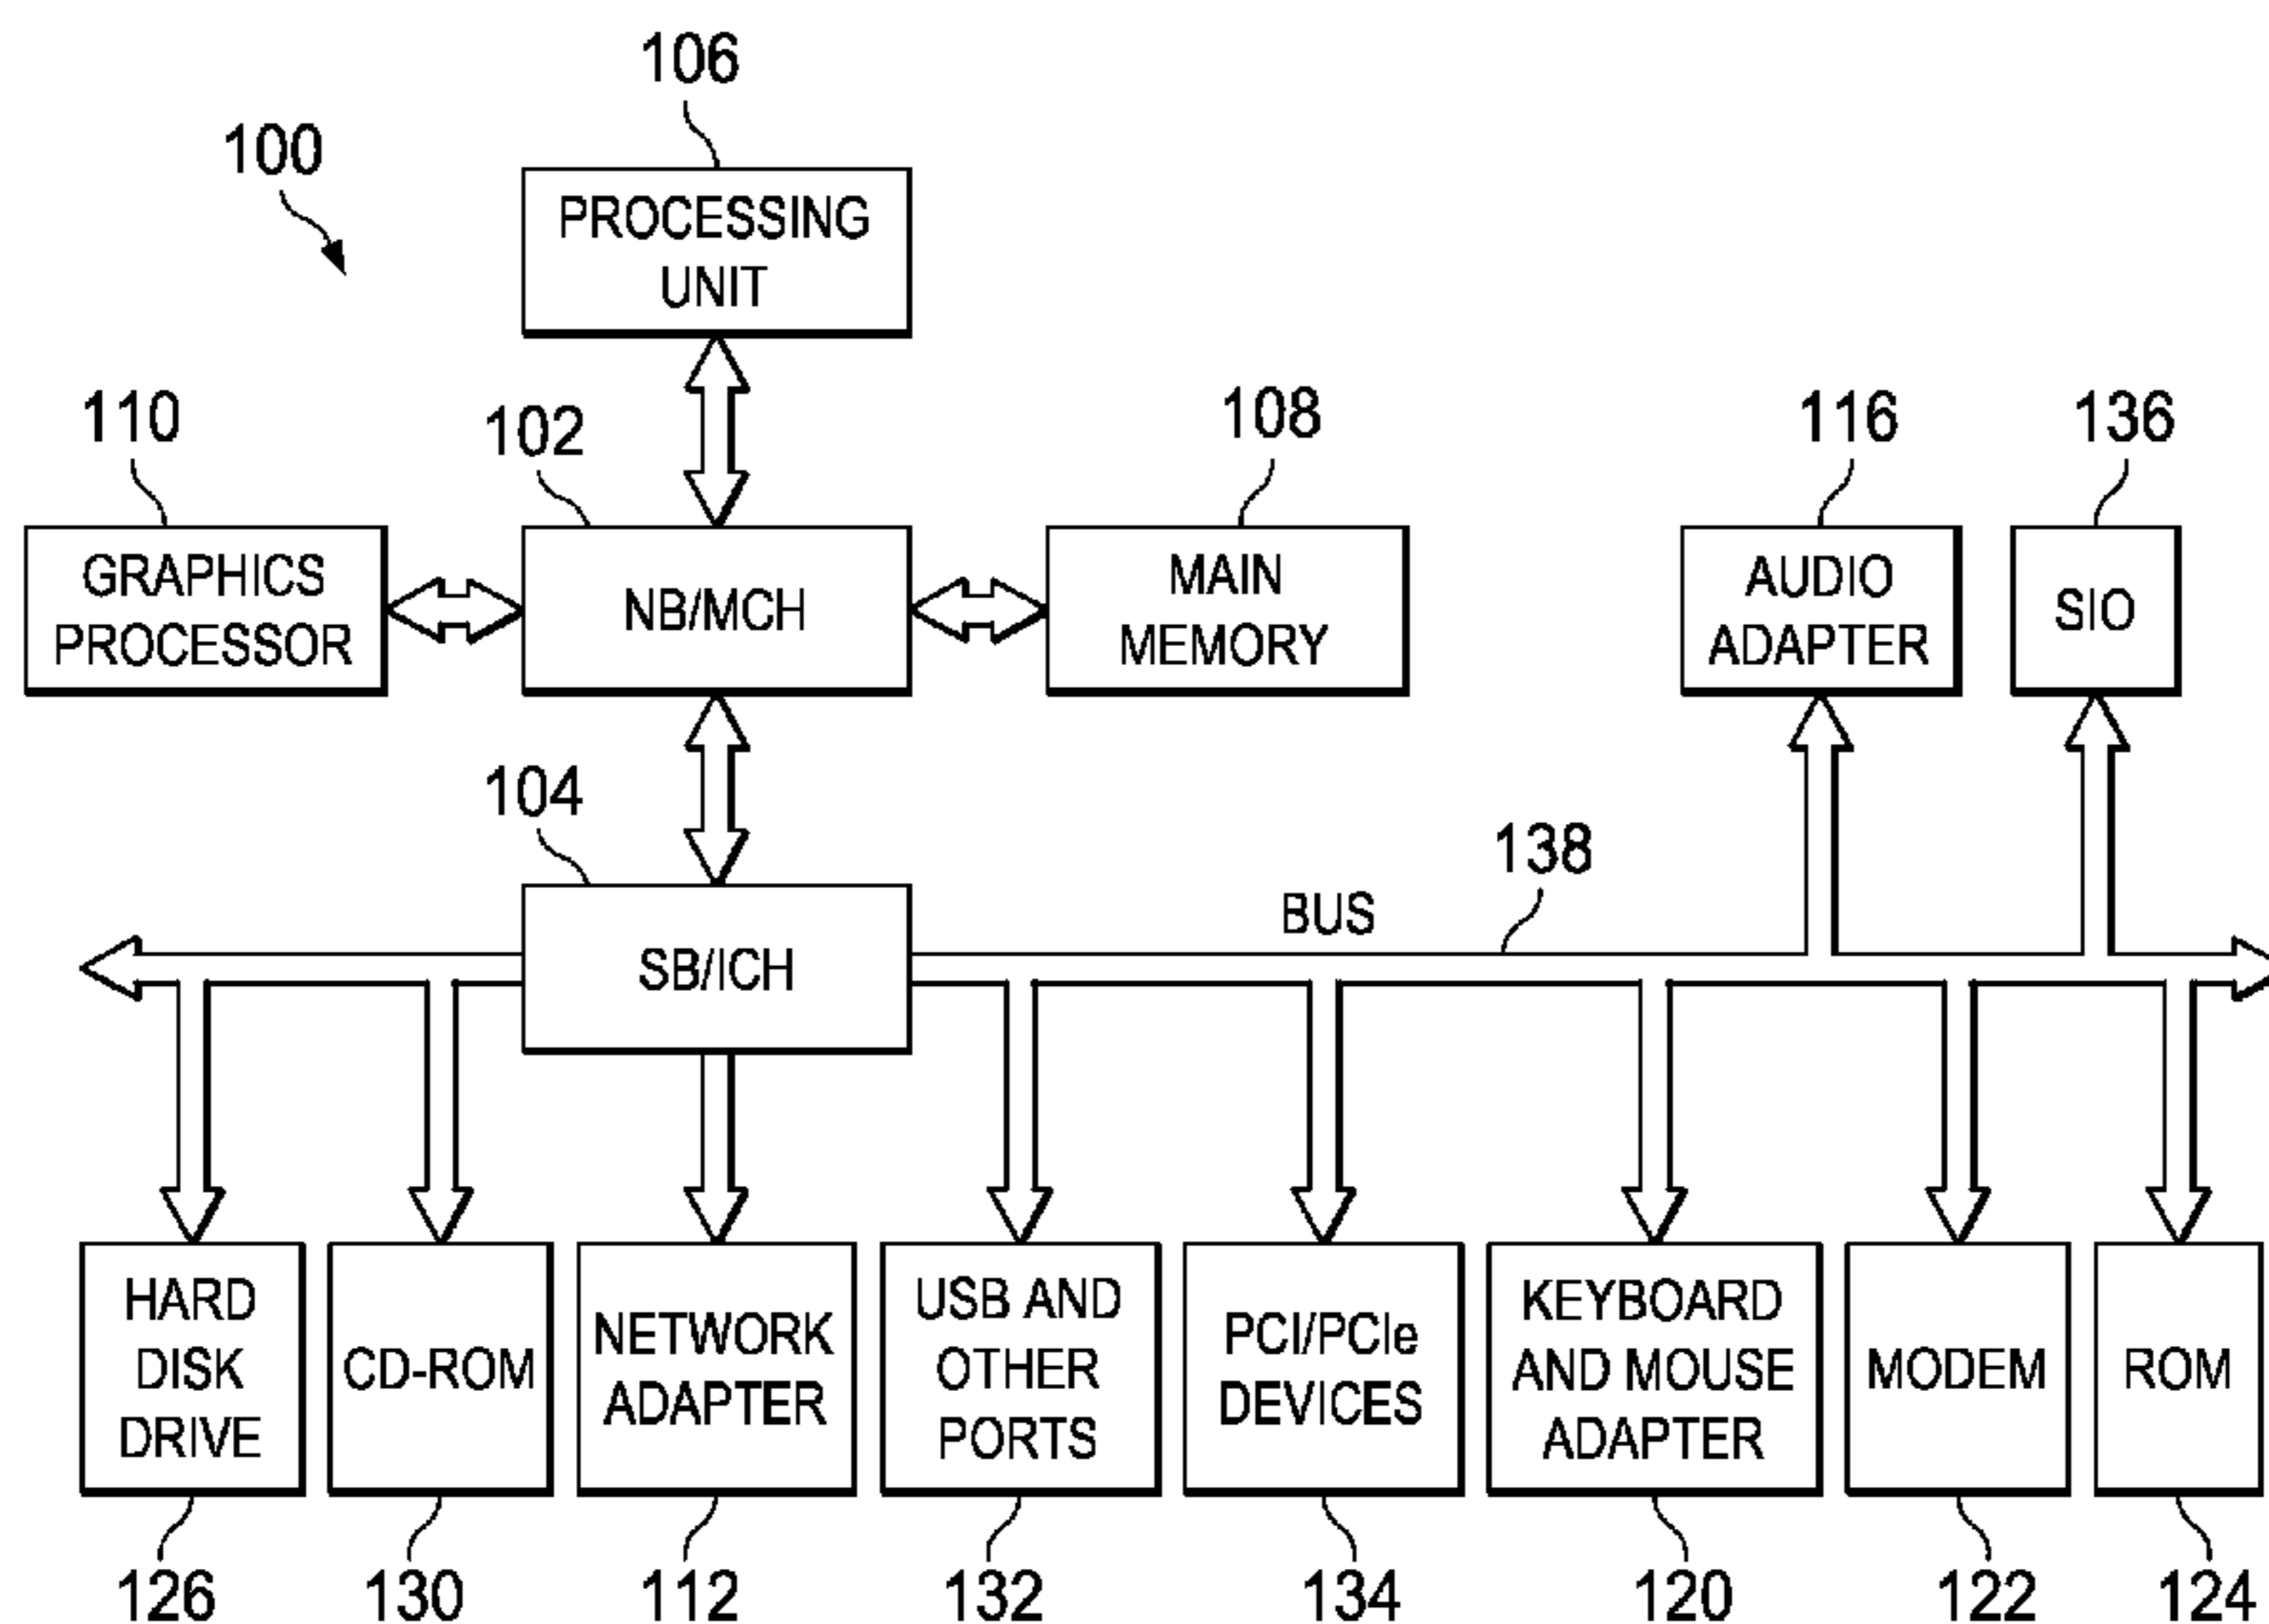 106
100
PROCESSING
UNIT
110
102
108
116
136
GRAPHICS
PROCESSOR
NB/MCH
MAIN
MEMORY
AUDIO
ADAPTER
SIO
104
138
BUS
SB/ICH
HARD
DISK
DRIVE
CD-ROM
NETWORK
ADAPTER
USB AND
OTHER
PORTS
PCI/PCIe
DEVICES
KEYBOARD
AND MOUSE
ADAPTER
MODEM
ROM
126
130
112
132
134
120
122
124